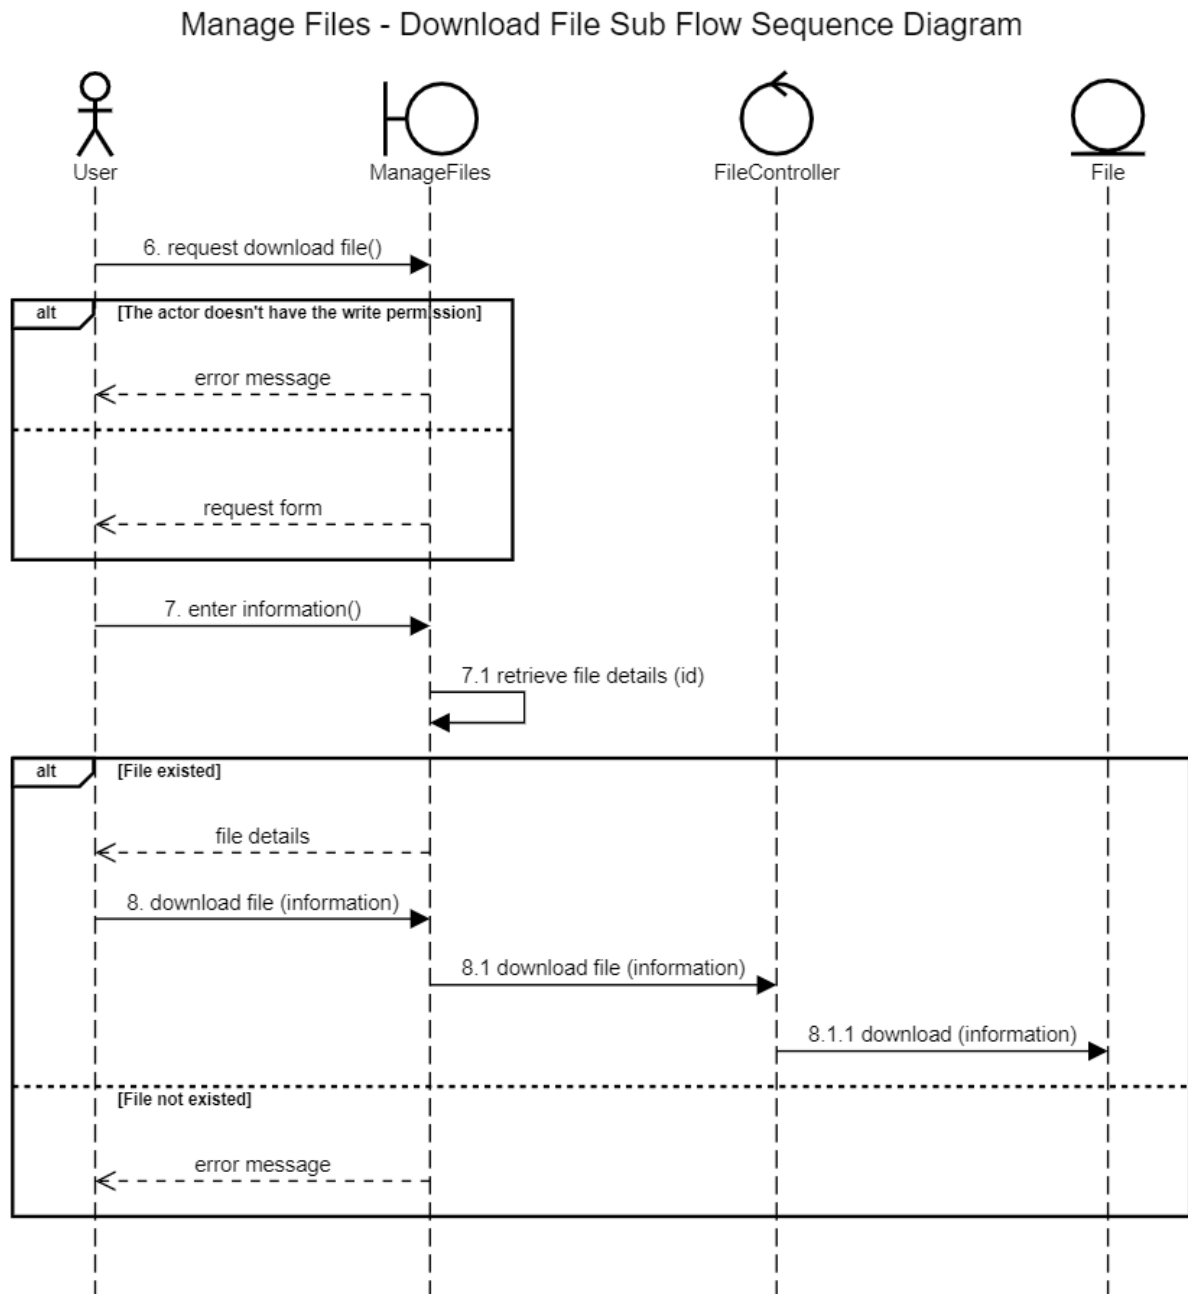 Manage Files - Download File Sub Flow Sequence Diagram
User
ManageFiles
FileController
File
6. request download file()
alt
[The actor doesn't have the write permission]
error message
request form
7. enter information()
7.1 retrieve file details (id)
alt
[File existed]
file details
8. download file (information)
8.1 download file (information)
8.1.1 download (information)
[File not existed]
error message